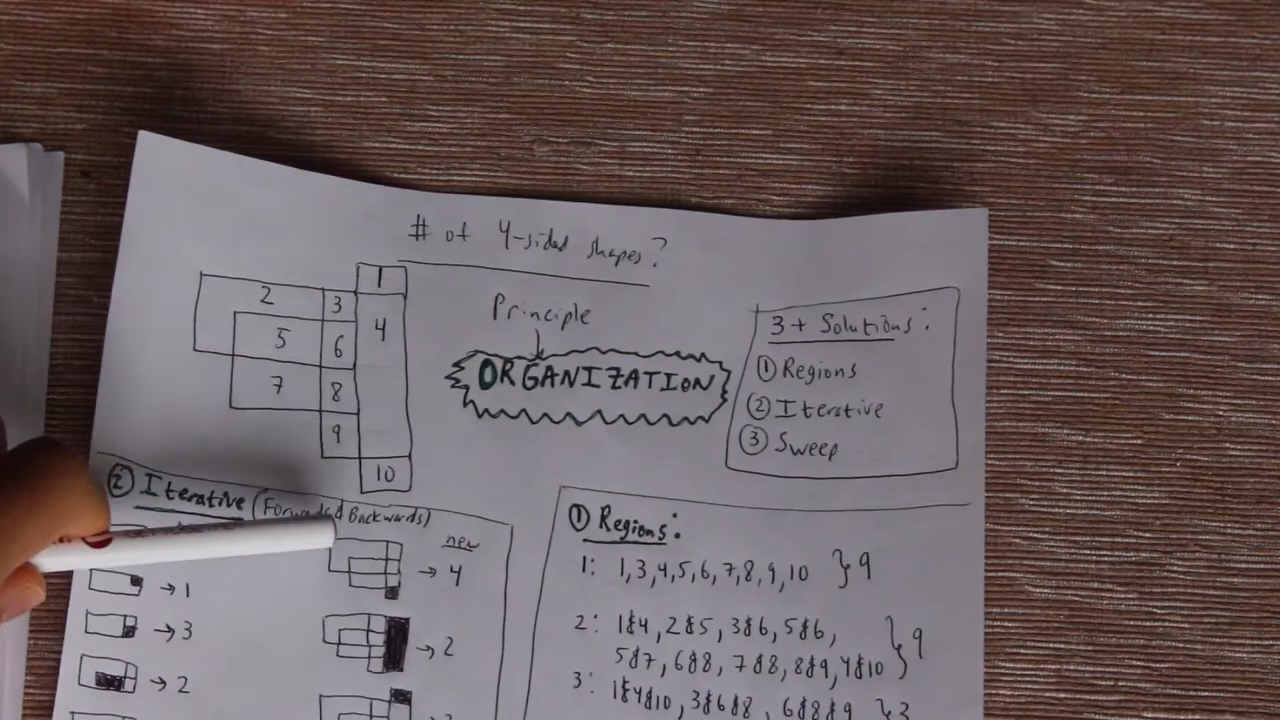 # of 4-sided shapes?
1
2 3
4
5 6
7 8
9
10
Principle
ORGANIZATION
3+ Solutions:
① Regions
② Iterative
③ Sweep
② Iterative (Forwards & Backwards)
new
→ 1
→ 3
→ 2
→ 4
→ 2
① Regions:
1: 1,3,4,5,6,7,8,9,10 } 9
2: 1&4, 2&5, 3&6, 5&6,
5&7, 6&8, 7&8, 8&9, 4&10 } 9
3: 1&4&10, 3&6&8, 6&8&9 } 3